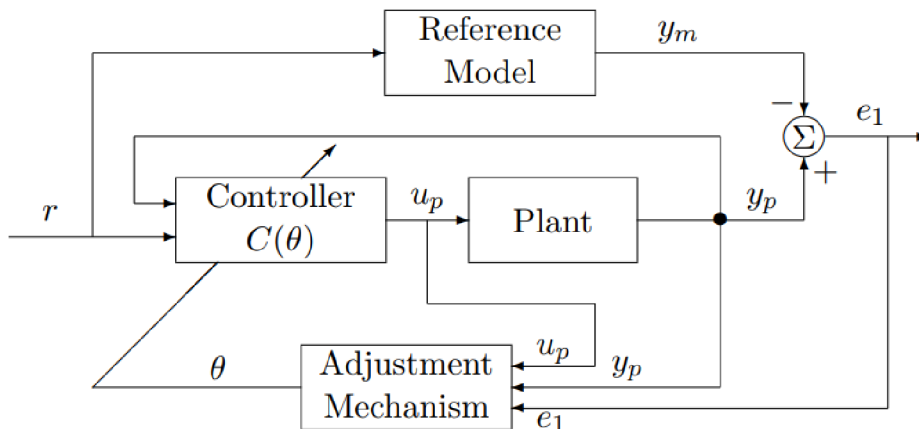 Reference
Model
y_m
−
Σ
e_1
+
r
Controller
C(θ)
u_p
Plant
y_p
θ
Adjustment
Mechanism
u_p
y_p
e_1